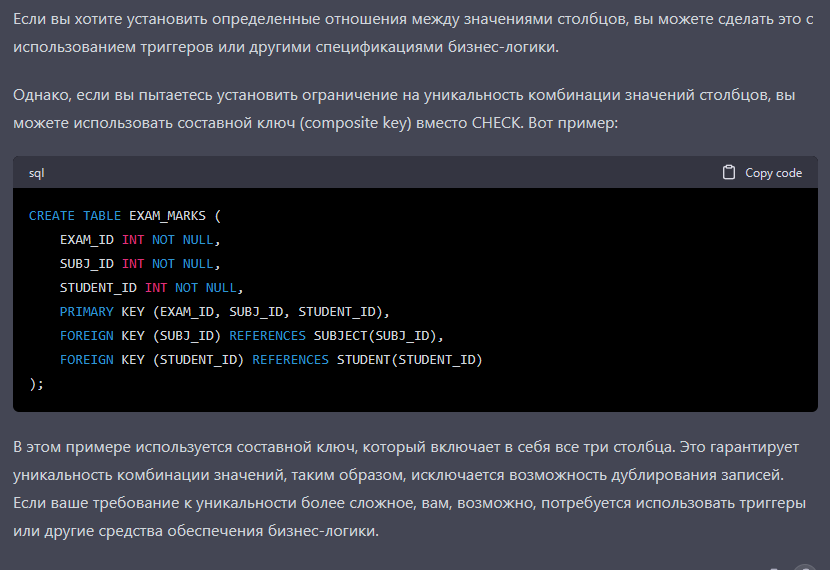 Если вы хотите установить определенные отношения между значениями столбцов, вы можете сделать это с
использованием триггеров или другими спецификациями бизнес-логики.
Однако, если вы пытаетесь установить ограничение на уникальность комбинации значений столбцов, вы
можете использовать составной ключ (composite key) вместо CHECK. Вот пример:
sql Copy code
CREATE TABLE EXAM_MARKS (
    EXAM_ID INT NOT NULL,
    SUBJ_ID INT NOT NULL,
    STUDENT_ID INT NOT NULL,
    PRIMARY KEY (EXAM_ID, SUBJ_ID, STUDENT_ID),
    FOREIGN KEY (SUBJ_ID) REFERENCES SUBJECT(SUBJ_ID),
    FOREIGN KEY (STUDENT_ID) REFERENCES STUDENT(STUDENT_ID)
);
В этом примере используется составной ключ, который включает в себя все три столбца. Это гарантирует
уникальность комбинации значений, таким образом, исключается возможность дублирования записей.
Если ваше требование к уникальности более сложное, вам, возможно, потребуется использовать триггеры
или другие средства обеспечения бизнес-логики.